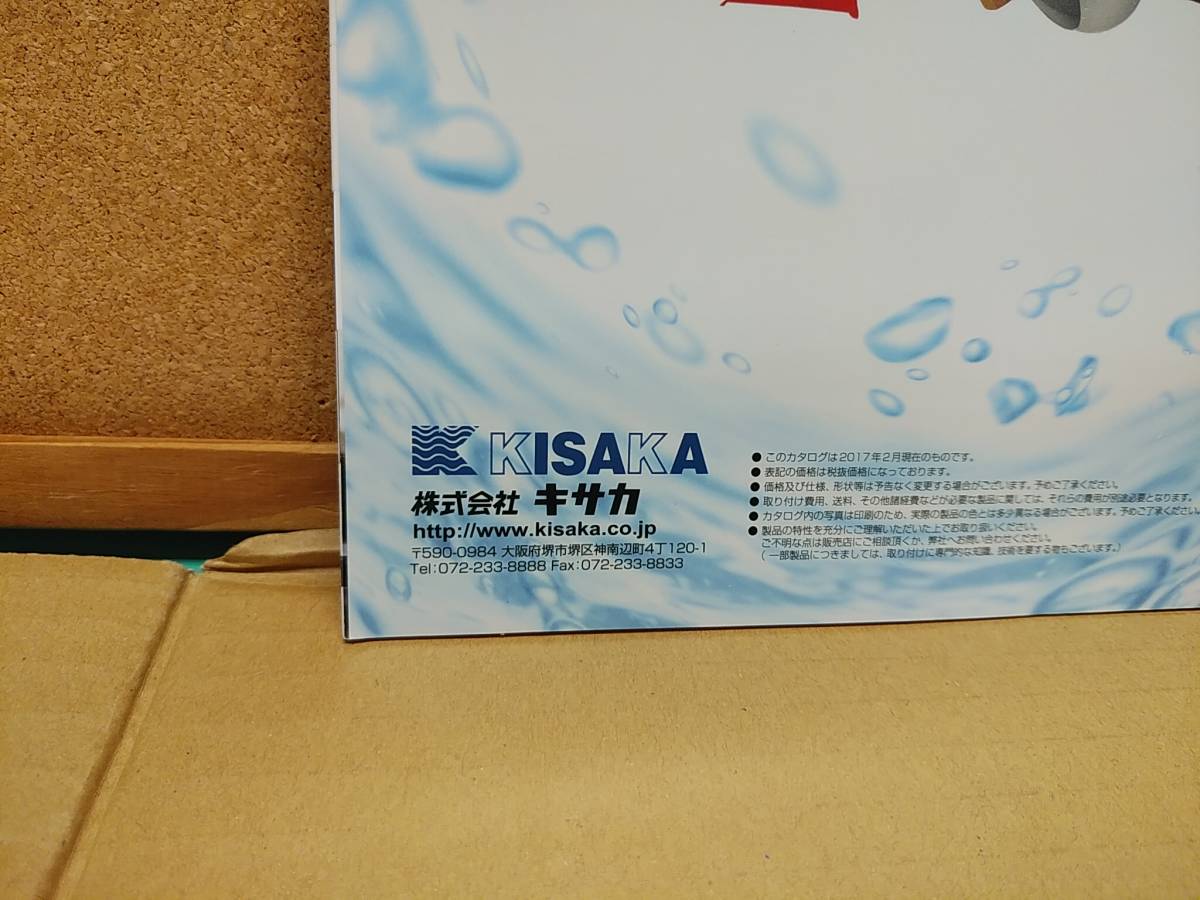 KISAKA
株式会社 キサカ
http://www.kisaka.co.jp
〒590-0984 大阪府堺市堺区神南辺町4丁120-1
Tel:072-233-8888 Fax:072-233-8833
●このカタログは2017年2月現在のものです。
●表記の価格は税抜価格になっております。
●価格及び仕様、形状等は予告なく変更する場合がございます。予めご了承ください。
●取り付け費用、送料、その他諸経費などが必要な製品に関しては、それらの費用が別途必要となります。
●カタログ内の写真は印刷のため、実際の製品の色とは多少異なる場合がございます。予めご了承ください。
●製品の特性を充分にご理解いただいた上でお取り扱いください。
ご不明な点は販売店にご相談頂くか、弊社へお問い合わせください。
(一部製品につきましては、取り付けに専門的な知識、技術を要する物もございます。)